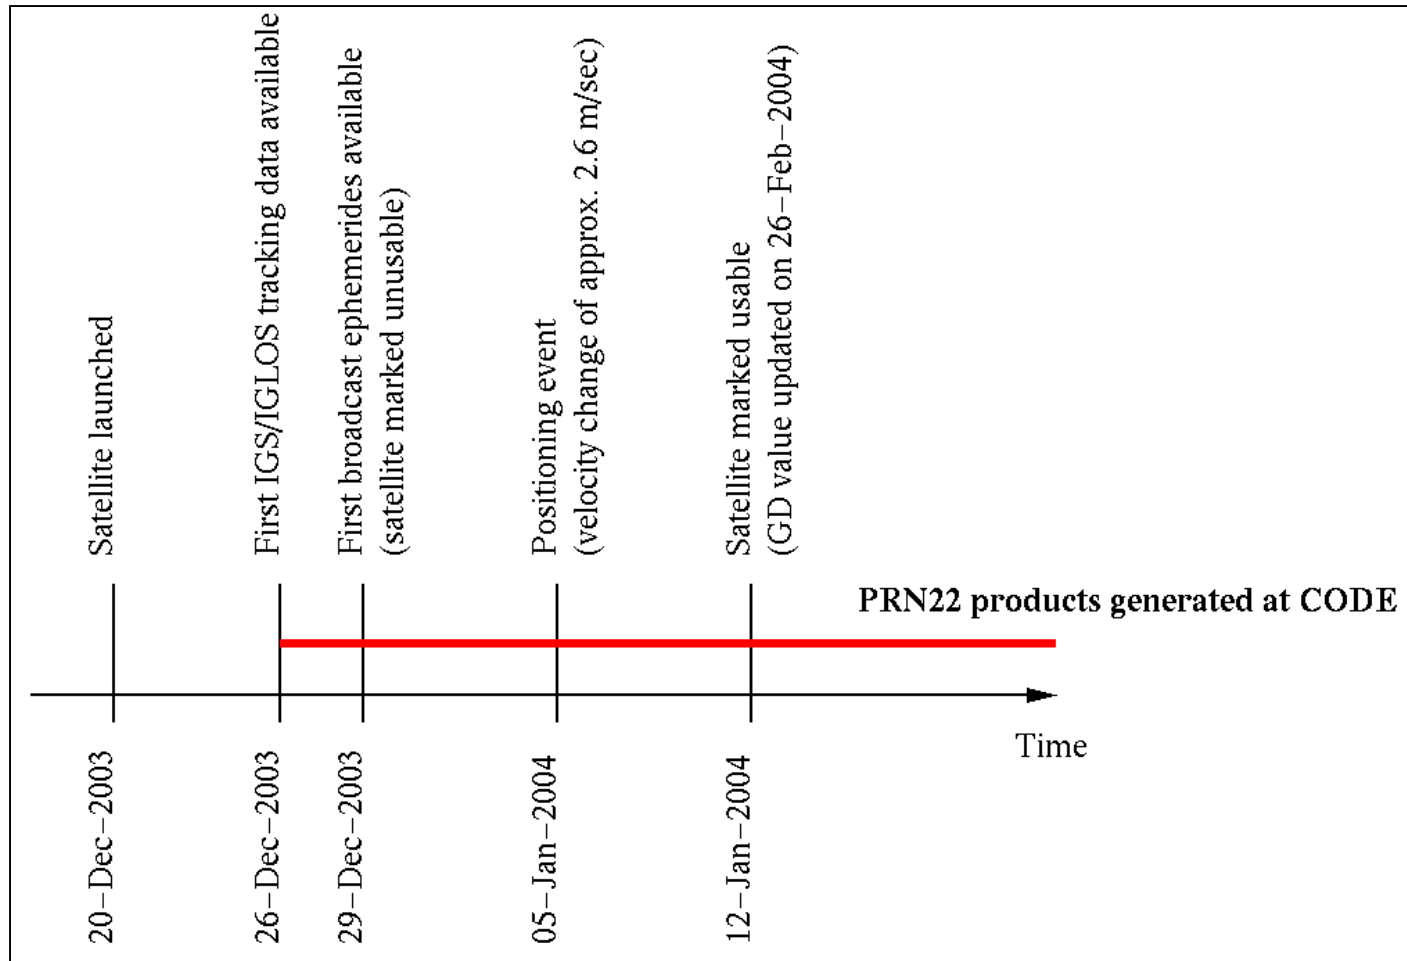 Satellite launched
First IGS/IGLOS tracking data available
First broadcast ephemerides available
(satellite marked unusable)
Positioning event
(velocity change of approx. 2.6 m/sec)
Satellite marked usable
(GD value updated on 26−Feb−2004)
PRN22 products generated at CODE
Time
20−Dec−2003
26−Dec−2003
29−Dec−2003
05−Jan−2004
12−Jan−2004